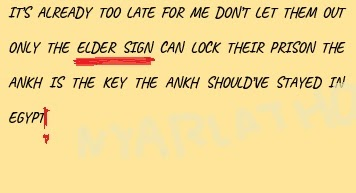 IT'S ALREADY TOO LATE FOR ME DON'T LET THEM OUT
ONLY THE ELDER SIGN CAN LOCK THEIR PRISON THE
ANKH IS THE KEY THE ANKH SHOULD'VE STAYED IN
EGYPT!
NYARLATHO